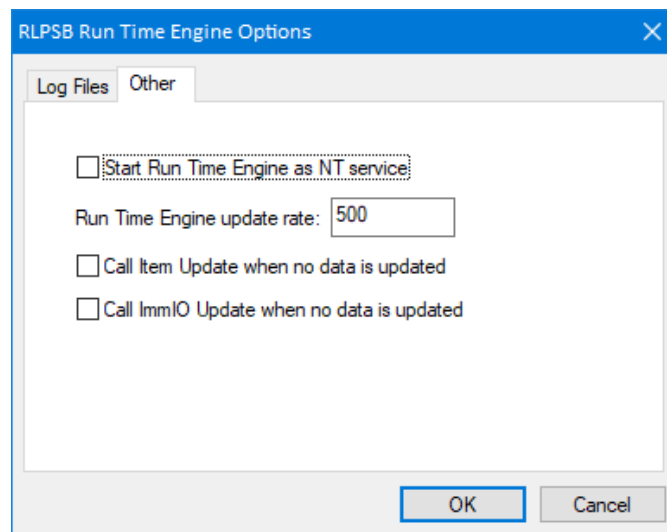 RLPSB Run Time Engine Options
Log Files Other
Start Run Time Engine as NT service
Run Time Engine update rate: 500
Call Item Update when no data is updated
Call ImmIO Update when no data is updated
OK Cancel